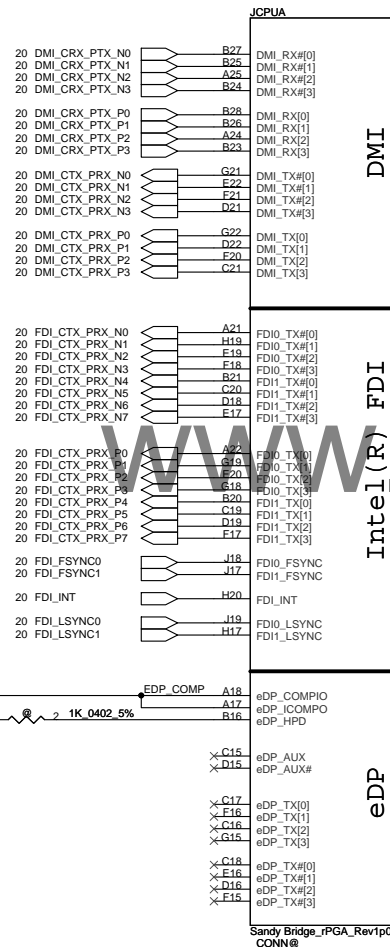 JCPUA
20 DMI_CRX_PTX_N0 B27 DMI_RX#[0]
20 DMI_CRX_PTX_N1 B25 DMI_RX#[1]
20 DMI_CRX_PTX_N2 A25 DMI_RX#[2]
20 DMI_CRX_PTX_N3 B24 DMI_RX#[3]
20 DMI_CRX_PTX_P0 B28 DMI_RX[0]
20 DMI_CRX_PTX_P1 B26 DMI_RX[1]
20 DMI_CRX_PTX_P2 A24 DMI_RX[2]
20 DMI_CRX_PTX_P3 B23 DMI_RX[3]
DMI
20 DMI_CTX_PRX_N0 G21 DMI_TX#[0]
20 DMI_CTX_PRX_N1 E22 DMI_TX#[1]
20 DMI_CTX_PRX_N2 F21 DMI_TX#[2]
20 DMI_CTX_PRX_N3 D21 DMI_TX#[3]
20 DMI_CTX_PRX_P0 G22 DMI_TX[0]
20 DMI_CTX_PRX_P1 D22 DMI_TX[1]
20 DMI_CTX_PRX_P2 F20 DMI_TX[2]
20 DMI_CTX_PRX_P3 C21 DMI_TX[3]
20 FDI_CTX_PRX_N0 A21 FDI0_TX#[0]
20 FDI_CTX_PRX_N1 H19 FDI0_TX#[1]
20 FDI_CTX_PRX_N2 E19 FDI0_TX#[2]
20 FDI_CTX_PRX_N3 F18 FDI0_TX#[3]
20 FDI_CTX_PRX_N4 B21 FDI1_TX#[0]
20 FDI_CTX_PRX_N5 C20 FDI1_TX#[1]
20 FDI_CTX_PRX_N6 D18 FDI1_TX#[2]
20 FDI_CTX_PRX_N7 E17 FDI1_TX#[3]
Intel(R) FDI
www
20 FDI_CTX_PRX_P0 A22 FDI0_TX[0]
20 FDI_CTX_PRX_P1 G19 FDI0_TX[1]
20 FDI_CTX_PRX_P2 E20 FDI0_TX[2]
20 FDI_CTX_PRX_P3 G18 FDI0_TX[3]
20 FDI_CTX_PRX_P4 B20 FDI1_TX[0]
20 FDI_CTX_PRX_P5 C19 FDI1_TX[1]
20 FDI_CTX_PRX_P6 D19 FDI1_TX[2]
20 FDI_CTX_PRX_P7 F17 FDI1_TX[3]
20 FDI_FSYNC0 J18 FDI0_FSYNC
20 FDI_FSYNC1 J17 FDI1_FSYNC
20 FDI_INT H20 FDI_INT
20 FDI_LSYNC0 J19 FDI0_LSYNC
20 FDI_LSYNC1 H17 FDI1_LSYNC
EDP_COMP A18 eDP_COMPIO
A17 eDP_ICOMPO
@ 2 1K_0402_5% B16 eDP_HPD
C15 eDP_AUX
D15 eDP_AUX#
eDP
C17 eDP_TX[0]
F16 eDP_TX[1]
C16 eDP_TX[2]
G15 eDP_TX[3]
C18 eDP_TX#[0]
E16 eDP_TX#[1]
D16 eDP_TX#[2]
F15 eDP_TX#[3]
Sandy Bridge_rPGA_Rev1p0
CONN@